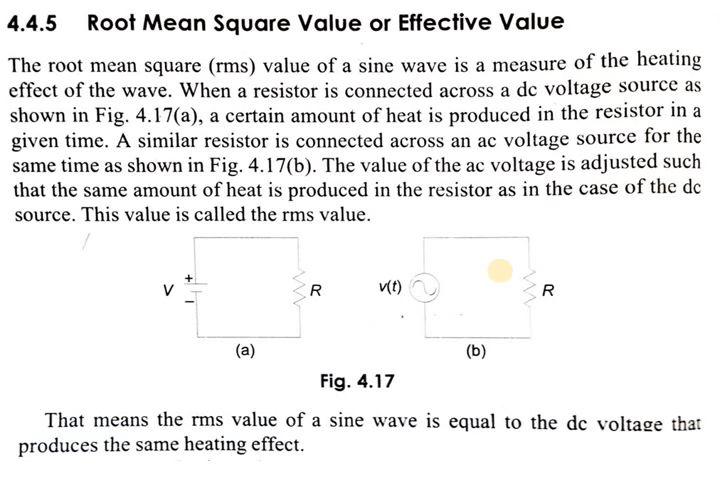 4.4.5 Root Mean Square Value or Effective Value
The root mean square (rms) value of a sine wave is a measure of the heating
effect of the wave. When a resistor is connected across a dc voltage source as
shown in Fig. 4.17(a), a certain amount of heat is produced in the resistor in a
given time. A similar resistor is connected across an ac voltage source for the
same time as shown in Fig. 4.17(b). The value of the ac voltage is adjusted such
that the same amount of heat is produced in the resistor as in the case of the dc
source. This value is called the rms value.
V + − R v(t) R
(a) (b)
Fig. 4.17
That means the rms value of a sine wave is equal to the dc voltage that
produces the same heating effect.